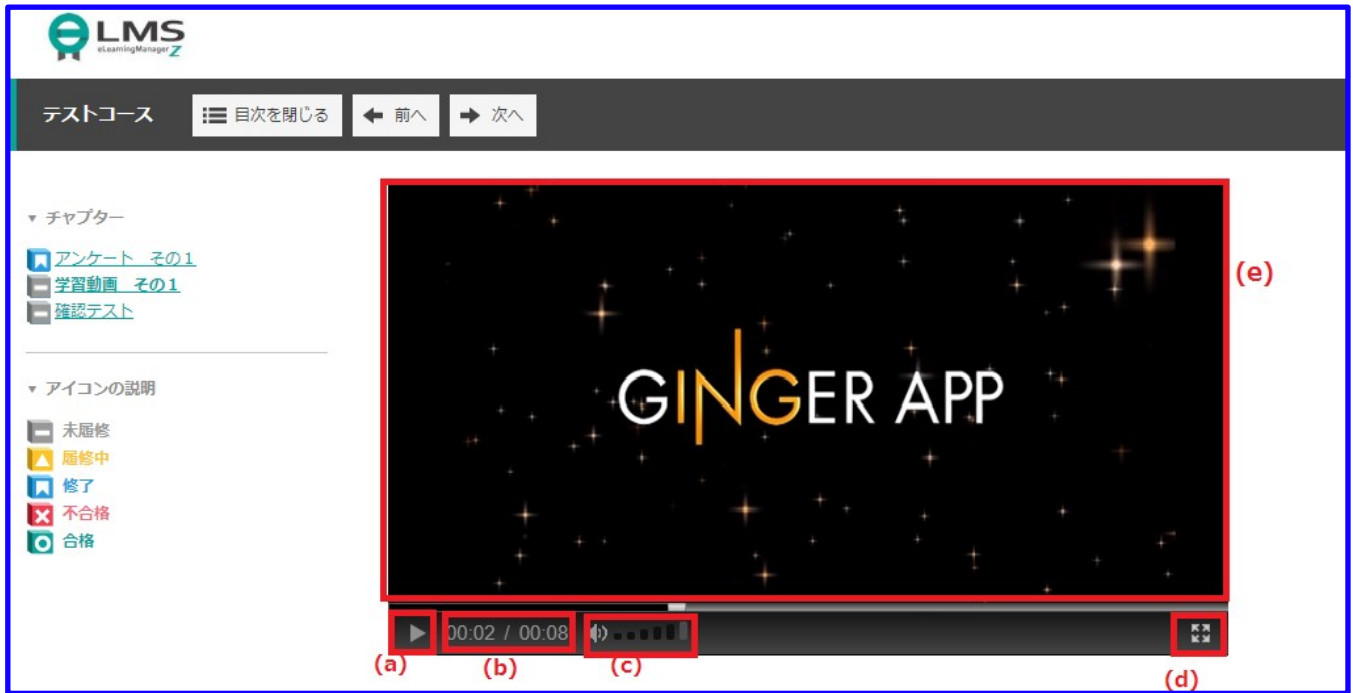 LMS
eLearningManager Z
テストコース
目次を閉じる
前へ
次へ
チャプター
アンケート　その１
学習動画　その１
確認テスト
アイコンの説明
未履修
履修中
修了
不合格
合格
GINGER APP
(e)
00:02 / 00:08
(a)
(b)
(c)
(d)